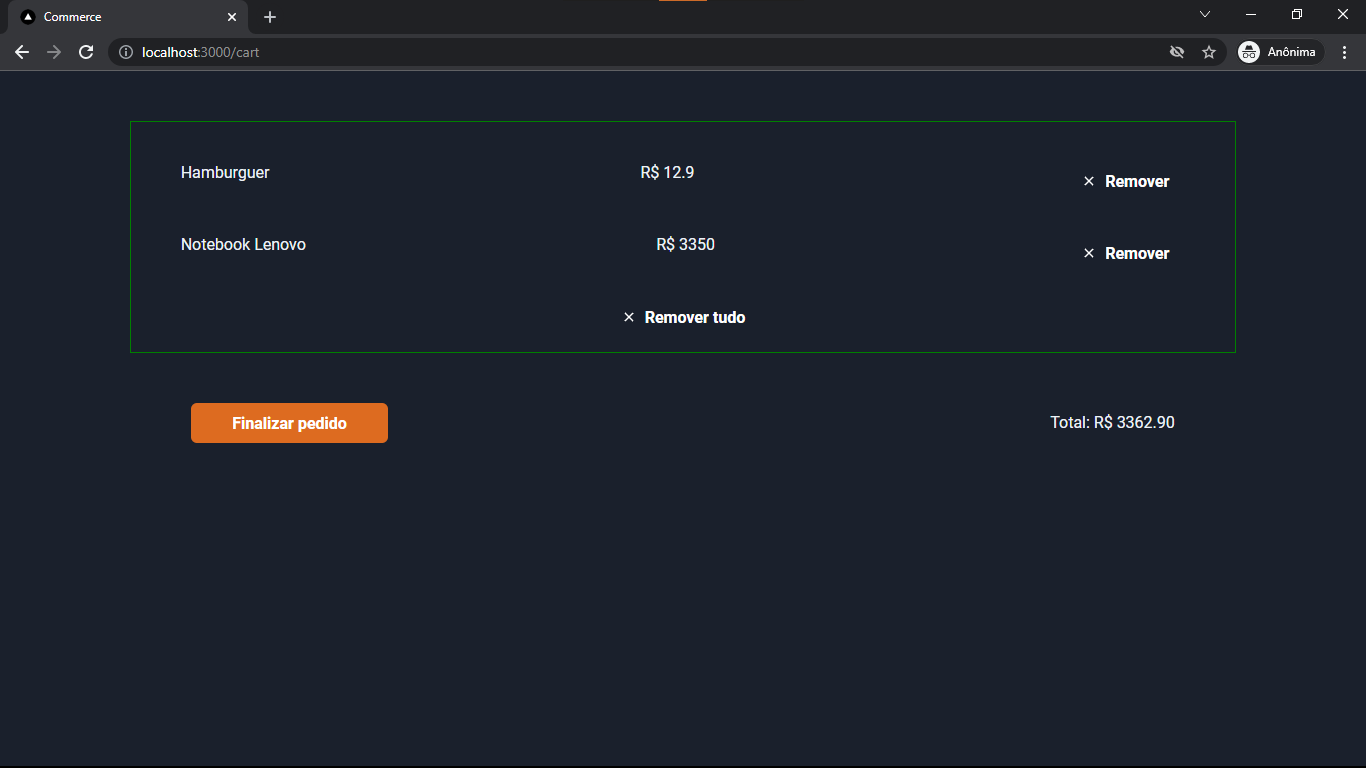 Commerce
localhost:3000/cart
Anônima
Hamburguer R$ 12.9 Remover
Notebook Lenovo R$ 3350 Remover
Remover tudo
Finalizar pedido Total: R$ 3362.90